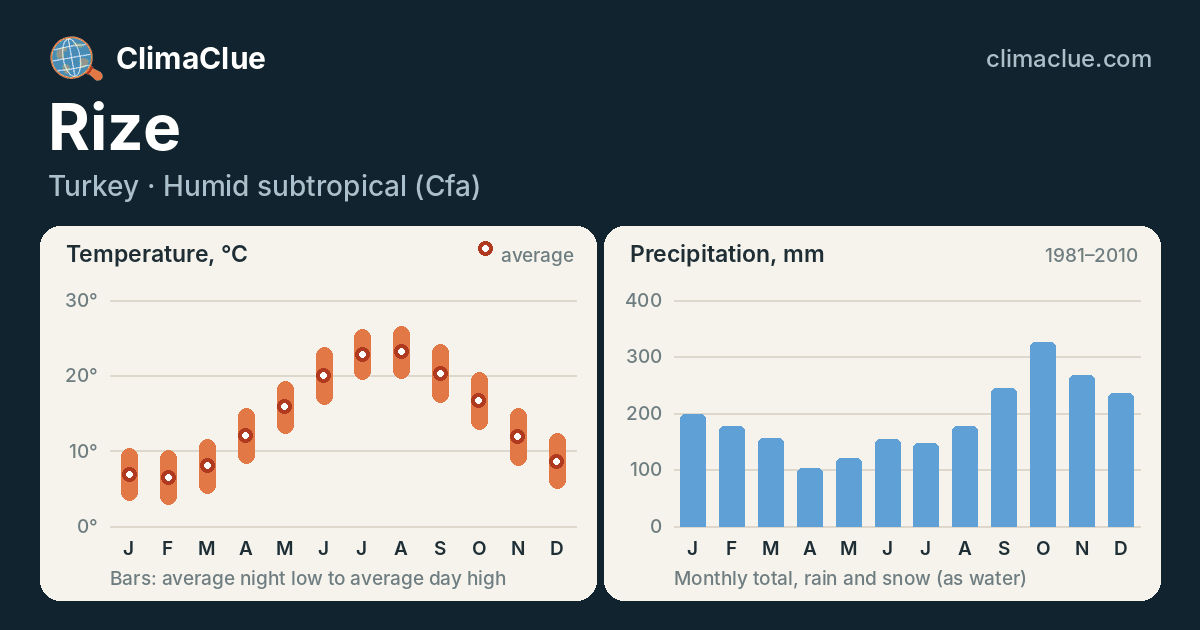 ClimaClue
climaclue.com
Rize
Turkey · Humid subtropical (Cfa)
Temperature, °C
average
30°
20°
10°
0°
J F M A M J J A S O N D
Bars: average night low to average day high
Precipitation, mm
1981–2010
400
300
200
100
0
J F M A M J J A S O N D
Monthly total, rain and snow (as water)